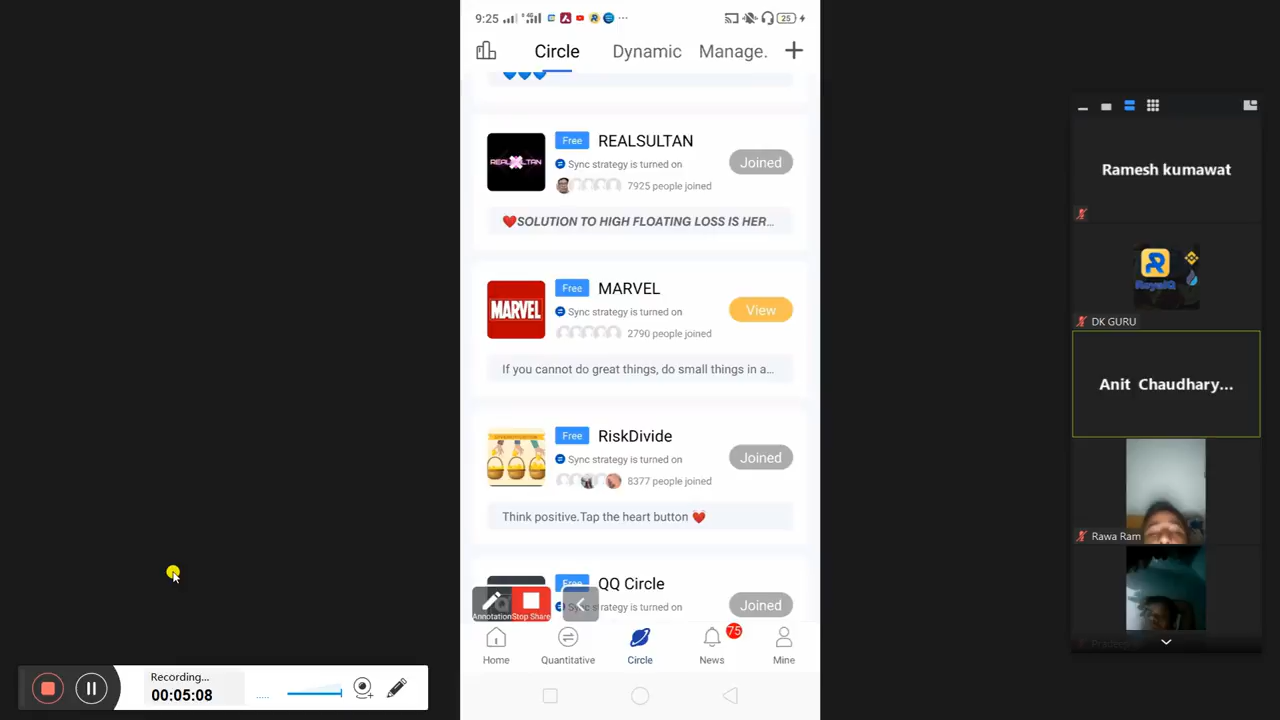 9:25
4G
25
Circle
Dynamic
Manage.
Free
REALSULTAN
Sync strategy is turned on
7925 people joined
Joined
SOLUTION TO HIGH FLOATING LOSS IS HER...
MARVEL
Free
MARVEL
Sync strategy is turned on
2790 people joined
View
If you cannot do great things, do small things in a...
Free
RiskDivide
Sync strategy is turned on
8377 people joined
Joined
Think positive.Tap the heart button
Free
QQ Circle
Joined
Annotation
Stop Share
Home
Quantitative
Circle
News
75
Mine
Recording...
00:05:08
Ramesh kumawat
RoyalQ
DK GURU
Anit Chaudhary...
Rawa Ram